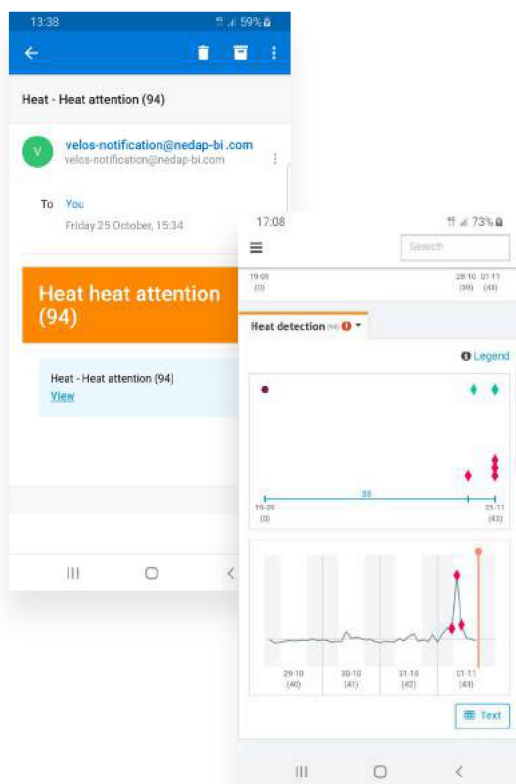 13:38
59%
Heat - Heat attention (94)
V
velos-notification@nedap-bi.com
velos-notification@nedap-bi.com
To You
Friday 25 October, 15:34
Heat heat attention
(94)
Heat - Heat attention (94)
View
17:08
73%
Search
19-09 28-10 01-11
(0) (39) (43)
Heat detection (94)
Legend
38
19-09 01-11
(0) (43)
29-10 30-10 31-10 01-11
(40) (41) (42) (43)
Text